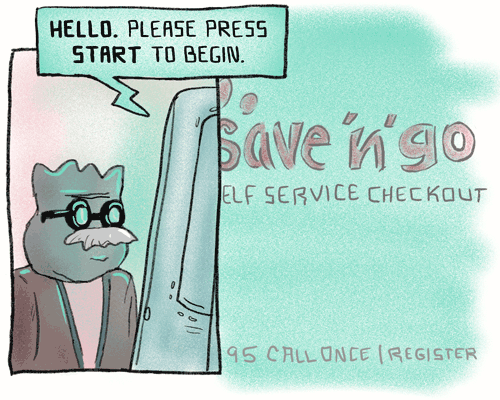 HELLO. PLEASE PRESS
START TO BEGIN.
Save 'n' go
ELF SERVICE CHECKOUT
95 CALL ONCE | REGISTER